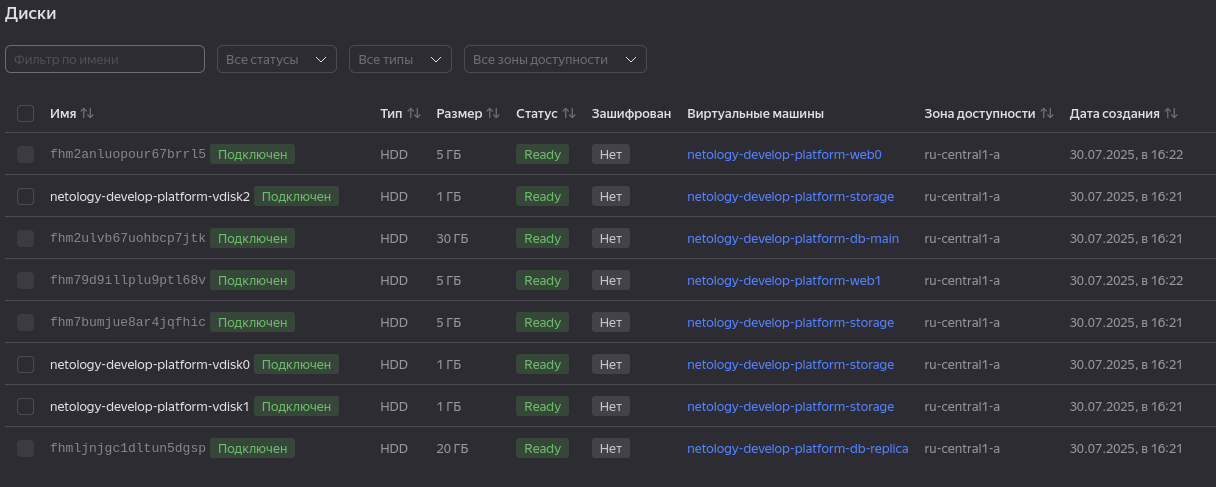 Диски
Фильтр по имени Все статусы Все типы Все зоны доступности
Имя Тип Размер Статус Зашифрован Виртуальные машины Зона доступности Дата создания
fhm2anluopour67brrl5 Подключен HDD 5 ГБ Ready Нет netology-develop-platform-web0 ru-central1-a 30.07.2025, в 16:22
netology-develop-platform-vdisk2 Подключен HDD 1 ГБ Ready Нет netology-develop-platform-storage ru-central1-a 30.07.2025, в 16:21
fhm2ulvb67uohbcp7jtk Подключен HDD 30 ГБ Ready Нет netology-develop-platform-db-main ru-central1-a 30.07.2025, в 16:21
fhm79d9illplu9ptl68v Подключен HDD 5 ГБ Ready Нет netology-develop-platform-web1 ru-central1-a 30.07.2025, в 16:22
fhm7bumjue8ar4jqfhic Подключен HDD 5 ГБ Ready Нет netology-develop-platform-storage ru-central1-a 30.07.2025, в 16:21
netology-develop-platform-vdisk0 Подключен HDD 1 ГБ Ready Нет netology-develop-platform-storage ru-central1-a 30.07.2025, в 16:21
netology-develop-platform-vdisk1 Подключен HDD 1 ГБ Ready Нет netology-develop-platform-storage ru-central1-a 30.07.2025, в 16:21
fhmljnjgc1dltun5dgsp Подключен HDD 20 ГБ Ready Нет netology-develop-platform-db-replica ru-central1-a 30.07.2025, в 16:21